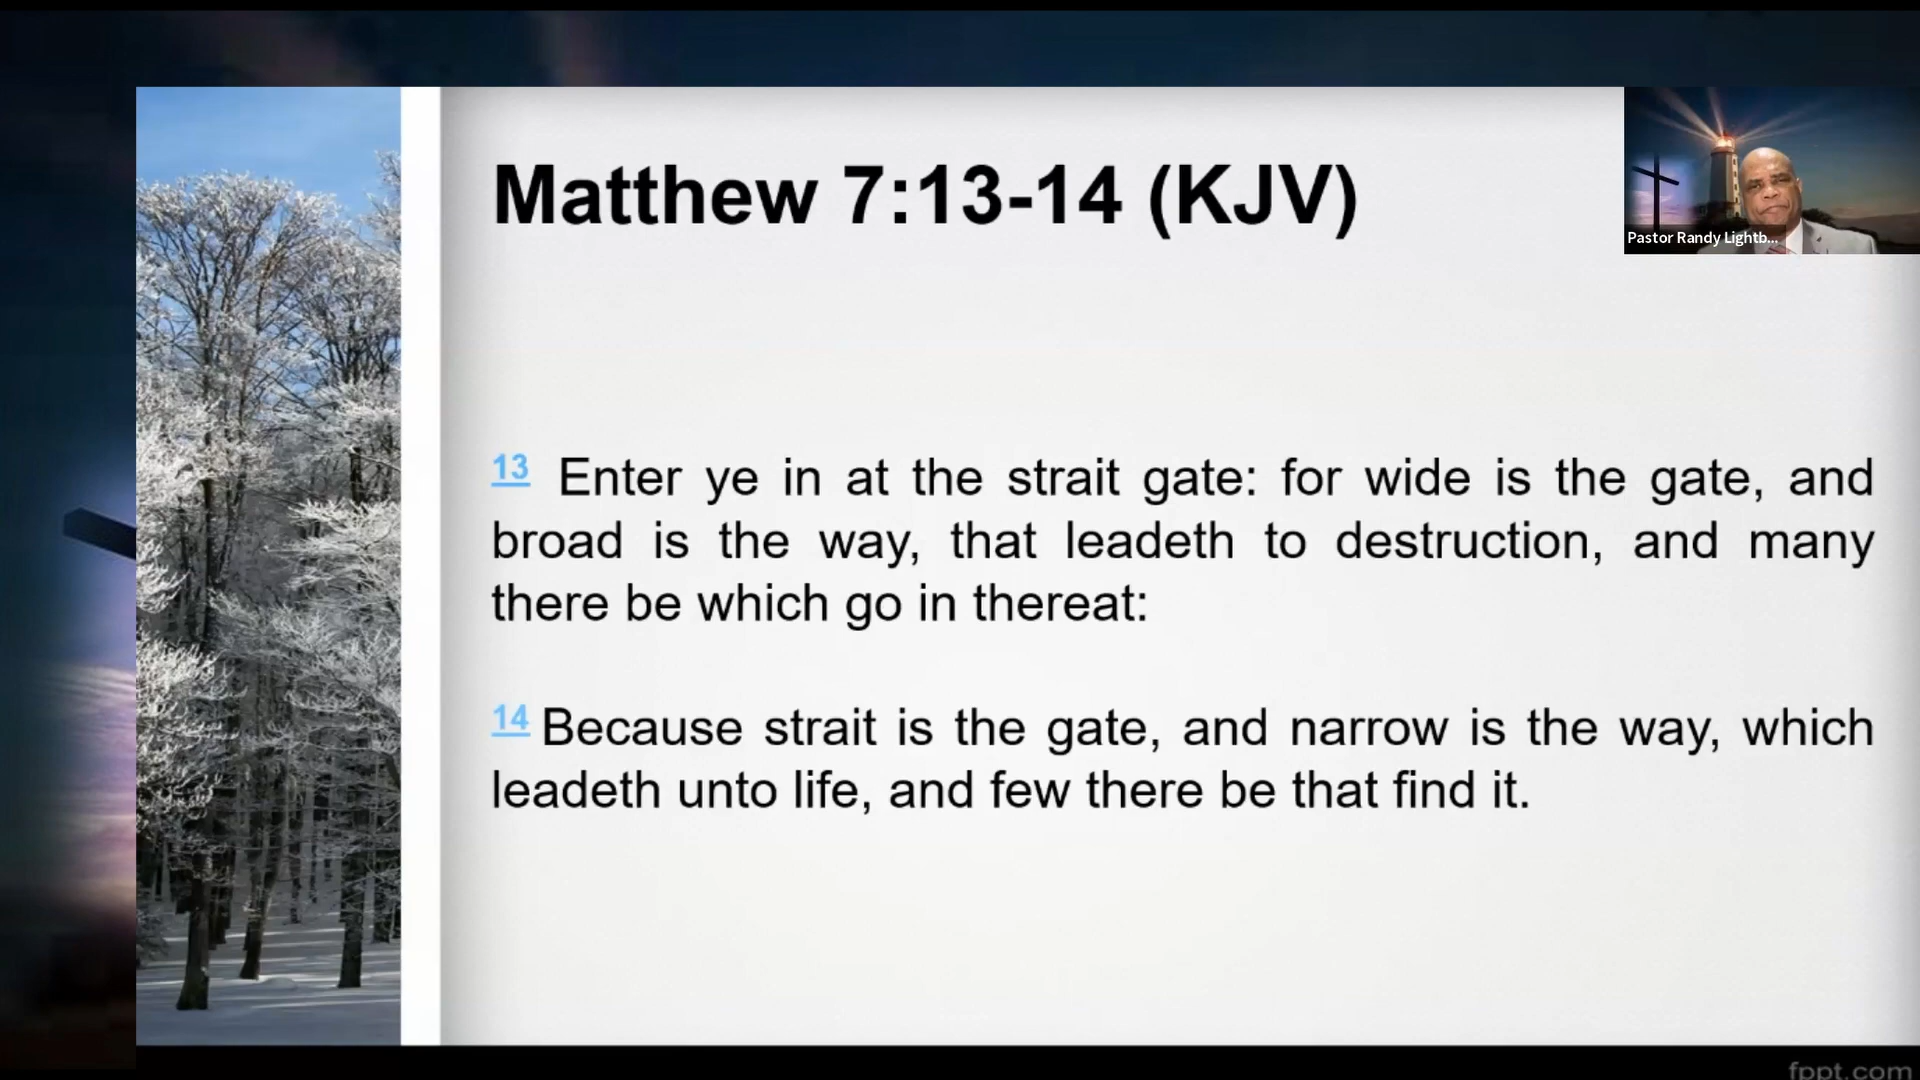 Matthew 7:13-14 (KJV)
Pastor Randy Lightb...
13 Enter ye in at the strait gate: for wide is the gate, and
broad is the way, that leadeth to destruction, and many
there be which go in thereat:
14 Because strait is the gate, and narrow is the way, which
leadeth unto life, and few there be that find it.
fppt.com